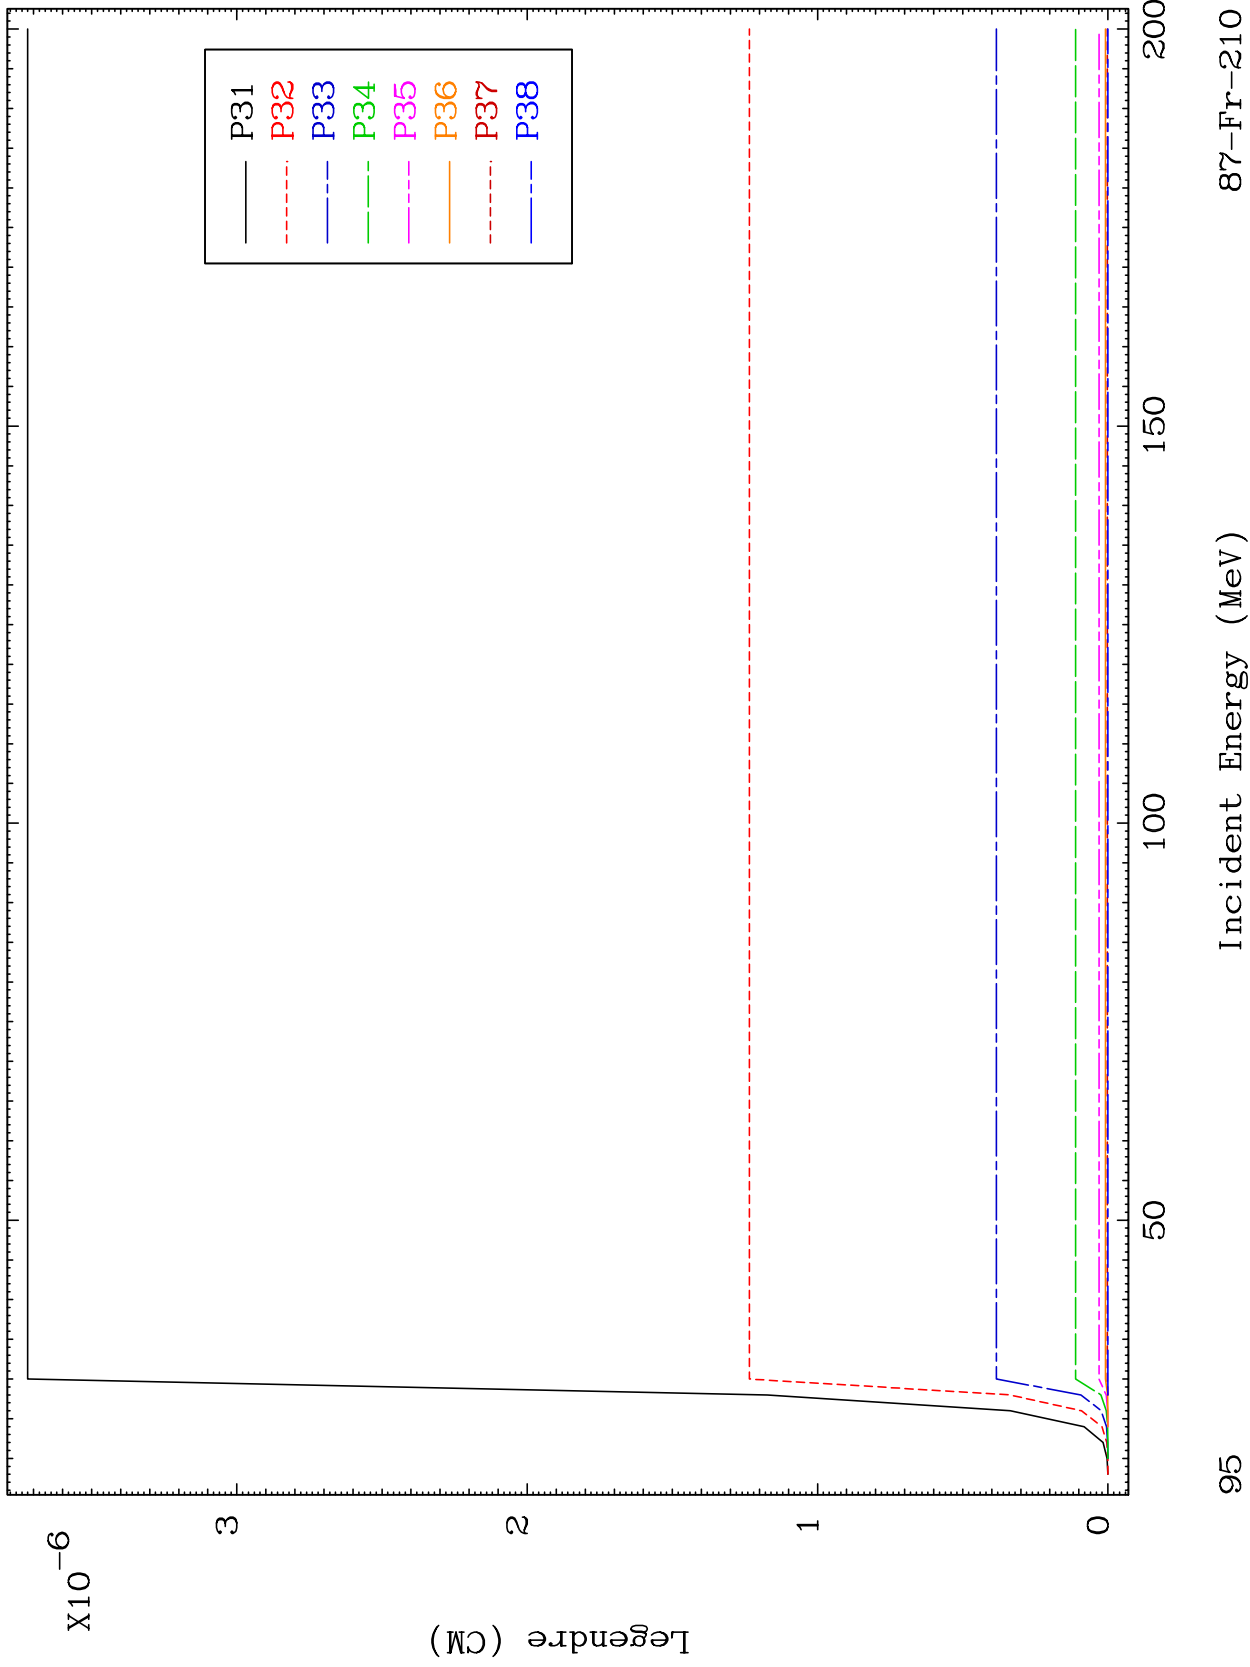 X10-6
Legendre (CM)
3
2
1
0
P31
P32
P33
P34
P35
P36
P37
P38
50
100
150
200
95
Incident Energy (MeV)
87-Fr-210